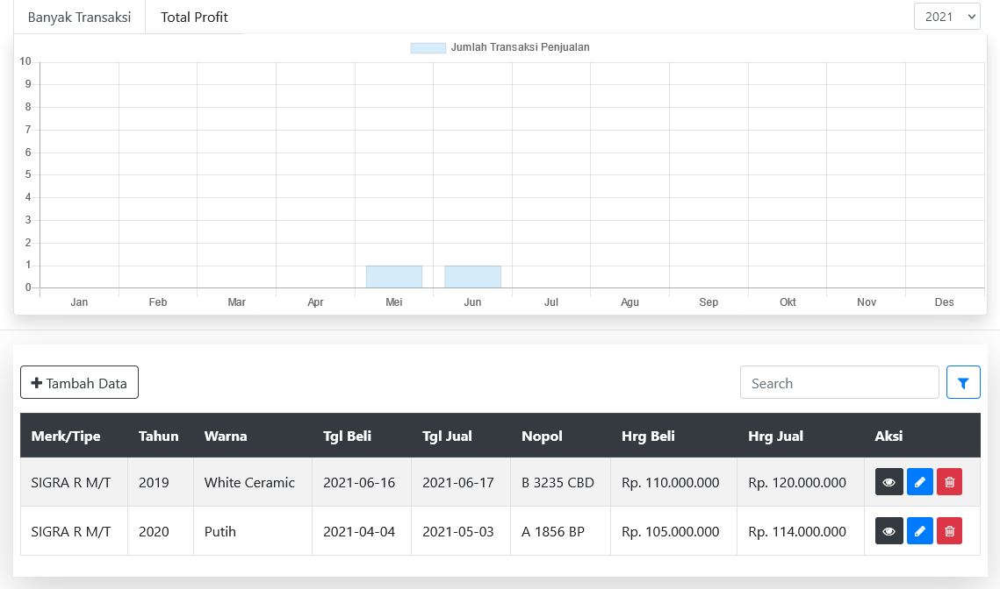 Banyak Transaksi Total Profit 2021
Jumlah Transaksi Penjualan
10
9
8
7
6
5
4
3
2
1
0
Jan Feb Mar Apr Mei Jun Jul Agu Sep Okt Nov Des
Tambah Data Search
Merk/Tipe Tahun Warna Tgl Beli Tgl Jual Nopol Hrg Beli Hrg Jual Aksi
SIGRA R M/T 2019 White Ceramic 2021-06-16 2021-06-17 B 3235 CBD Rp. 110.000.000 Rp. 120.000.000
SIGRA R M/T 2020 Putih 2021-04-04 2021-05-03 A 1856 BP Rp. 105.000.000 Rp. 114.000.000